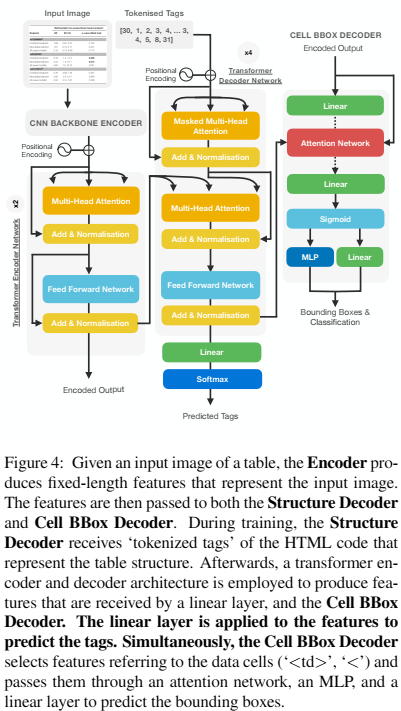 Input Image
Tokenised Tags
[30, 1, 2, 3, 4, ... 3,
4, 5, 8, 31]
CNN BACKBONE ENCODER
Positional
Encoding
x2
Transformer Encoder Network
Multi-Head Attention
Add & Normalisation
Feed Forward Network
Add & Normalisation
Encoded Output
x4
Transformer
Decoder Network
Positional
Encoding
Masked Multi-Head
Attention
Add & Normalisation
Multi-Head Attention
Add & Normalisation
Feed Forward Network
Add & Normalisation
Linear
Softmax
Predicted Tags
CELL BBOX DECODER
Encoded Output
Linear
Attention Network
Linear
Sigmoid
MLP
Linear
Bounding Boxes &
Classification
Figure 4: Given an input image of a table, the Encoder pro-
duces fixed-length features that represent the input image.
The features are then passed to both the Structure Decoder
and Cell BBox Decoder. During training, the Structure
Decoder receives ‘tokenized tags’ of the HTML code that
represent the table structure. Afterwards, a transformer en-
coder and decoder architecture is employed to produce fea-
tures that are received by a linear layer, and the Cell BBox
Decoder. The linear layer is applied to the features to
predict the tags. Simultaneously, the Cell BBox Decoder
selects features referring to the data cells (‘<td>’, ‘<’) and
passes them through an attention network, an MLP, and a
linear layer to predict the bounding boxes.